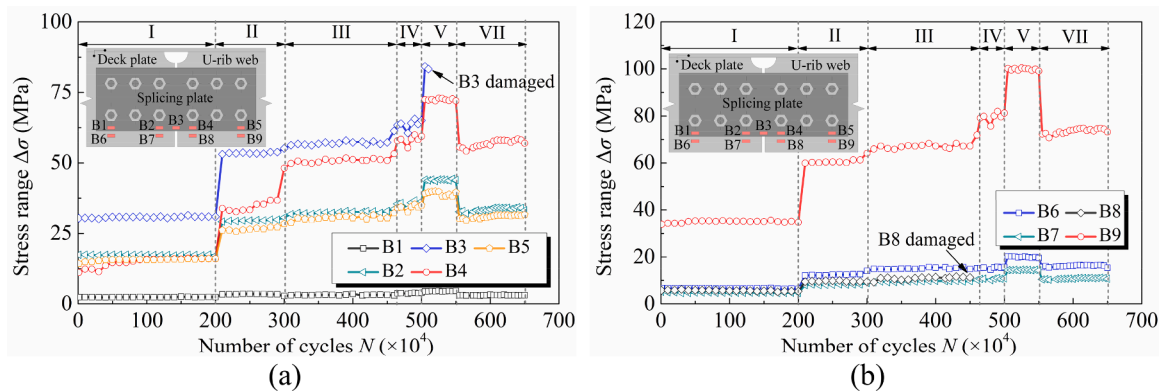 100
75
50
25
0
Stress range Δσ (MPa)
I
II
III
IV
V
VII
Deck plate
U-rib web
Splicing plate
B1
B2
B3
B4
B5
B6
B7
B8
B9
B3 damaged
B1
B3
B5
B2
B4
0
100
200
300
400
500
600
700
Number of cycles N (×10⁴)
(a)
120
100
80
60
40
20
0
Stress range Δσ (MPa)
I
II
III
IV
V
VII
Deck plate
U-rib web
Splicing plate
B1
B2
B3
B4
B5
B6
B7
B8
B9
B8 damaged
B6
B8
B7
B9
0
100
200
300
400
500
600
700
Number of cycles N (×10⁴)
(b)